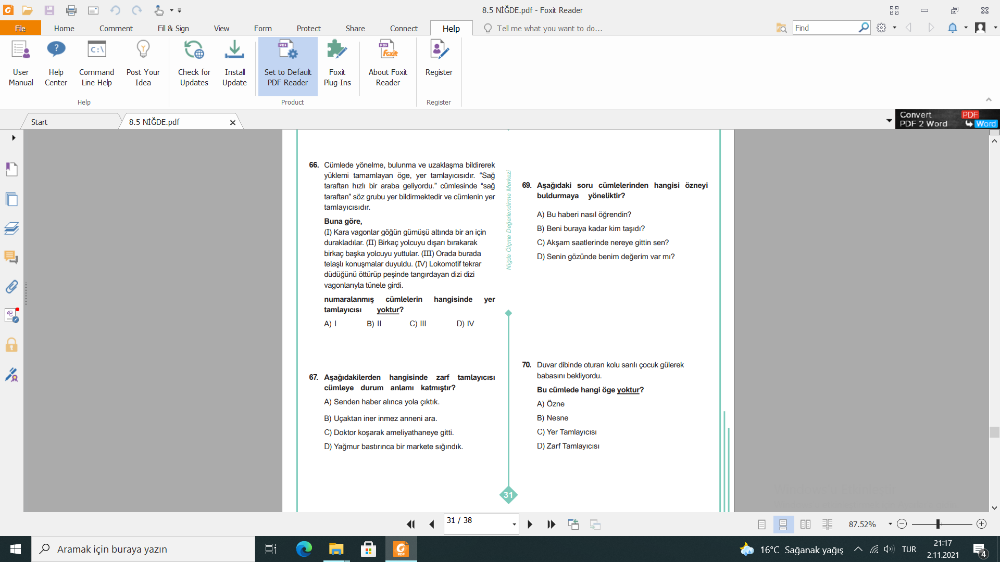 8.5 NİĞDE.pdf - Foxit Reader
File
Home
Comment
Fill & Sign
View
Form
Protect
Share
Connect
Help
Tell me what you want to do...
Find
User Manual
Help Center
Command Line Help
Post Your Idea
Check for Updates
Install Update
Set to Default PDF Reader
Foxit Plug-Ins
About Foxit Reader
Register
Help
Product
Register
Start
8.5 NİĞDE.pdf
Convert PDF
PDF 2 Word Word
66. Cümlede yönelme, bulunma ve uzaklaşma bildirerek
yüklemi tamamlayan öge, yer tamlayıcısıdır. “Sağ
taraftan hızlı bir araba geliyordu.” cümlesinde “sağ
taraftan” söz grubu yer bildirmektedir ve cümlenin yer
tamlayıcısıdır.
Buna göre,
(I) Kara vagonlar göğün gümüşü altında bir an için
durakladılar. (II) Birkaç yolcuyu dışarı bırakarak
birkaç başka yolcuyu yuttular. (III) Orada burada
telaşlı konuşmalar duyuldu. (IV) Lokomotif tekrar
düdüğünü öttürüp peşinde tangırdayan dizi dizi
vagonlarıyla tünele girdi.
numaralanmış cümlelerin hangisinde yer
tamlayıcısı yoktur?
A) I B) II C) III D) IV
67. Aşağıdakilerden hangisinde zarf tamlayıcısı
cümleye durum anlamı katmıştır?
A) Senden haber alınca yola çıktık.
B) Uçaktan iner inmez anneni ara.
C) Doktor koşarak ameliyathaneye gitti.
D) Yağmur bastırınca bir markete sığındık.
Niğde Ölçme Değerlendirme Merkezi
31
69. Aşağıdaki soru cümlelerinden hangisi özneyi
buldurmaya yöneliktir?
A) Bu haberi nasıl öğrendin?
B) Beni buraya kadar kim taşıdı?
C) Akşam saatlerinde nereye gittin sen?
D) Senin gözünde benim değerim var mı?
70. Duvar dibinde oturan kolu sarılı çocuk gülerek
babasını bekliyordu.
Bu cümlede hangi öge yoktur?
A) Özne
B) Nesne
C) Yer Tamlayıcısı
D) Zarf Tamlayıcısı
31 / 38
87.52%
Aramak için buraya yazın
16°C Sağanak yağış
TUR
21:17
2.11.2021
4